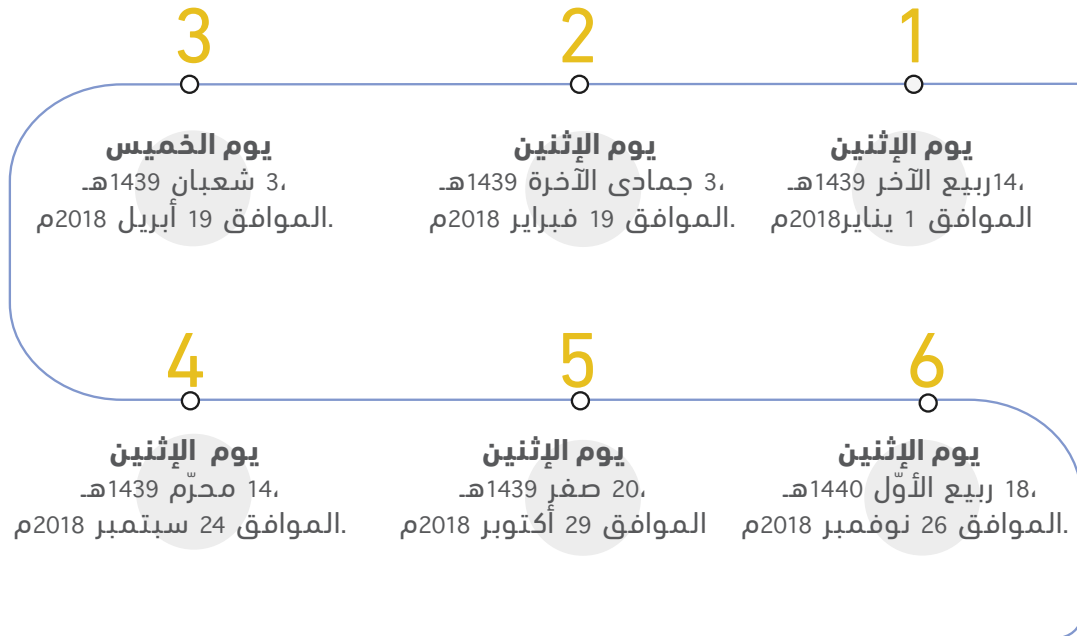 1
يوم الإثنين
،14ربيع الآخر 1439هـ
الموافق 1 يناير2018م
2
يوم الإثنين
،3 جمادى الآخرة 1439هـ
.الموافق 19 فبراير 2018م
3
يوم الخميس
،3 شعبان 1439هـ
.الموافق 19 أبريل 2018م
4
يوم الإثنين
،14 محرّم 1439هـ
.الموافق 24 سبتمبر 2018م
5
يوم الإثنين
،20 صفر 1439هـ
الموافق 29 أكتوبر 2018م
6
يوم الإثنين
،18 ربيع الأوّل 1440هـ
.الموافق 26 نوفمبر 2018م